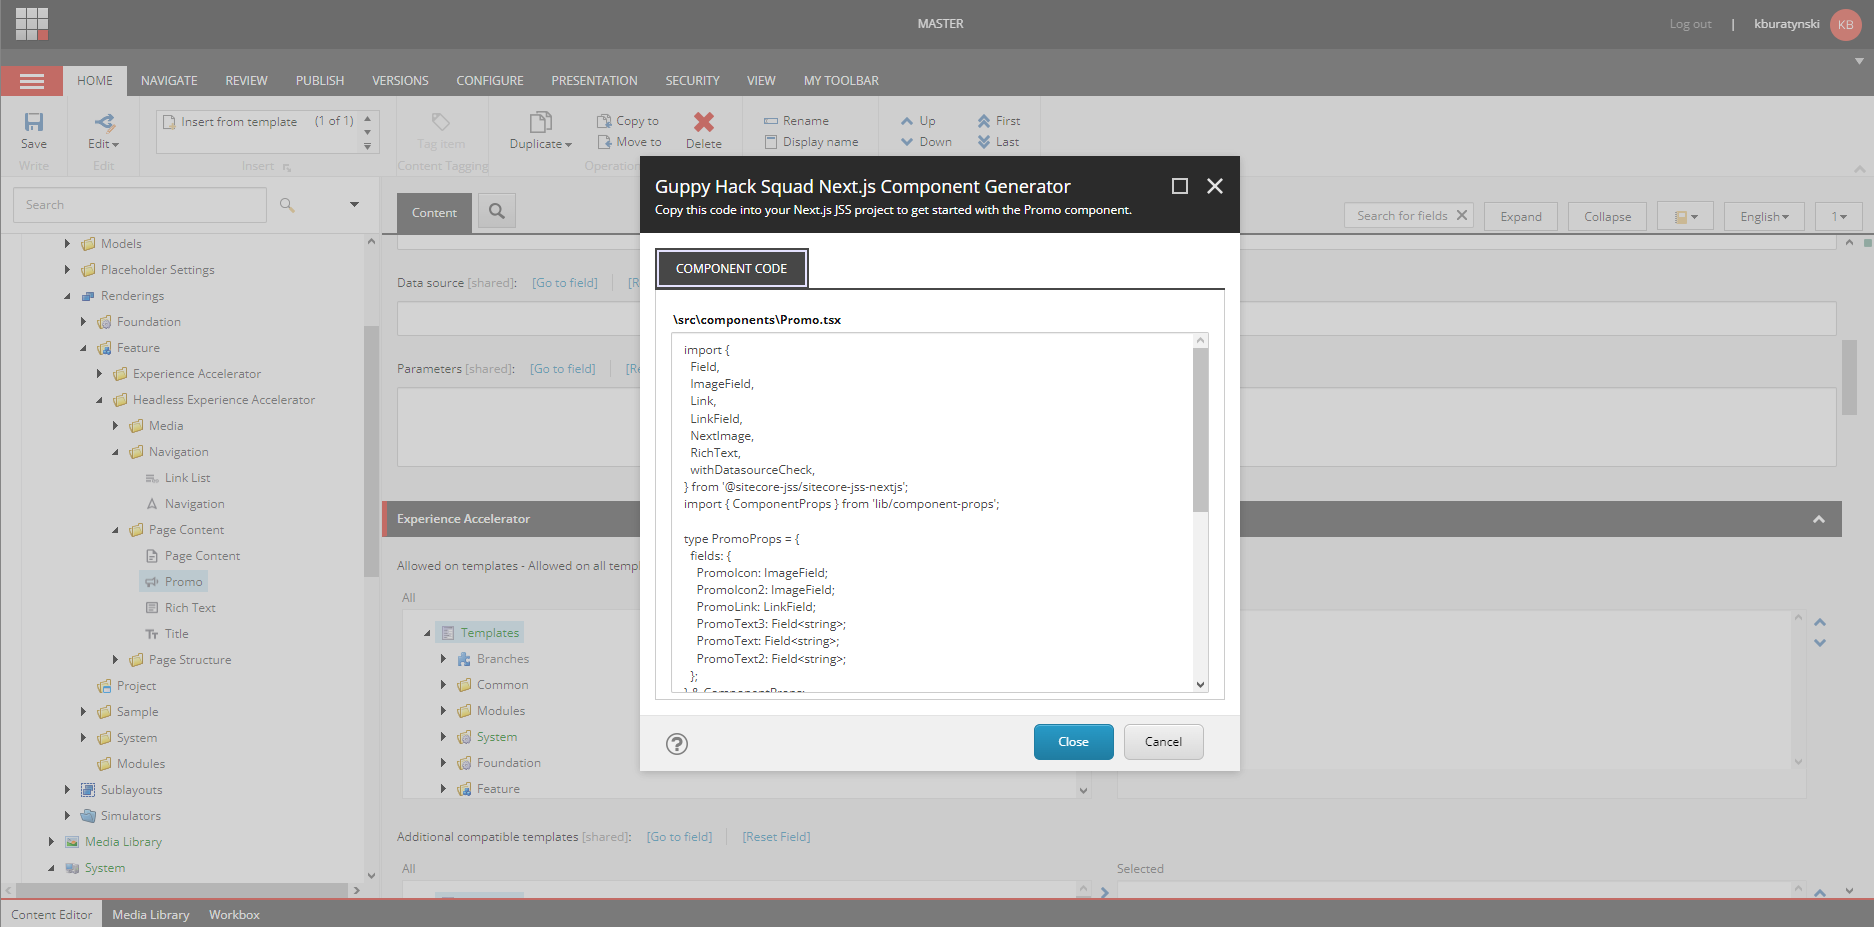 MASTER
Log out | kburatynski KB
HOME NAVIGATE REVIEW PUBLISH VERSIONS CONFIGURE PRESENTATION SECURITY VIEW MY TOOLBAR
Save
Write
Edit
Edit
Insert from template (1 of 1)
Insert
Tag item
Content Tagging
Duplicate
Copy to
Move to
Delete
Rename
Display name
Up
Down
First
Last
Search
Models
Placeholder Settings
Renderings
Foundation
Feature
Experience Accelerator
Headless Experience Accelerator
Media
Navigation
Link List
Navigation
Page Content
Page Content
Promo
Rich Text
Title
Page Structure
Project
Sample
System
Modules
Sublayouts
Simulators
Media Library
System
Content
Search for fields
Expand
Collapse
English
1
Data source [shared]: [Go to field]
Parameters [shared]: [Go to field]
Experience Accelerator
Allowed on templates - Allowed on all
All
Templates
Branches
Common
Modules
System
Foundation
Feature
Additional compatible templates [shared]: [Go to field] [Reset Field]
All
Selected
Guppy Hack Squad Next.js Component Generator
Copy this code into your Next.js JSS project to get started with the Promo component.
COMPONENT CODE
\src\components\Promo.tsx
import {
Field,
ImageField,
Link,
LinkField,
NextImage,
RichText,
withDatasourceCheck,
} from '@sitecore-jss/sitecore-jss-nextjs';
import { ComponentProps } from 'lib/component-props';
type PromoProps = {
fields: {
PromoIcon: ImageField;
PromoIcon2: ImageField;
PromoLink: LinkField;
PromoText3: Field<string>;
PromoText: Field<string>;
PromoText2: Field<string>;
};
} & ComponentProps;
?
Close
Cancel
Content Editor Media Library Workbox